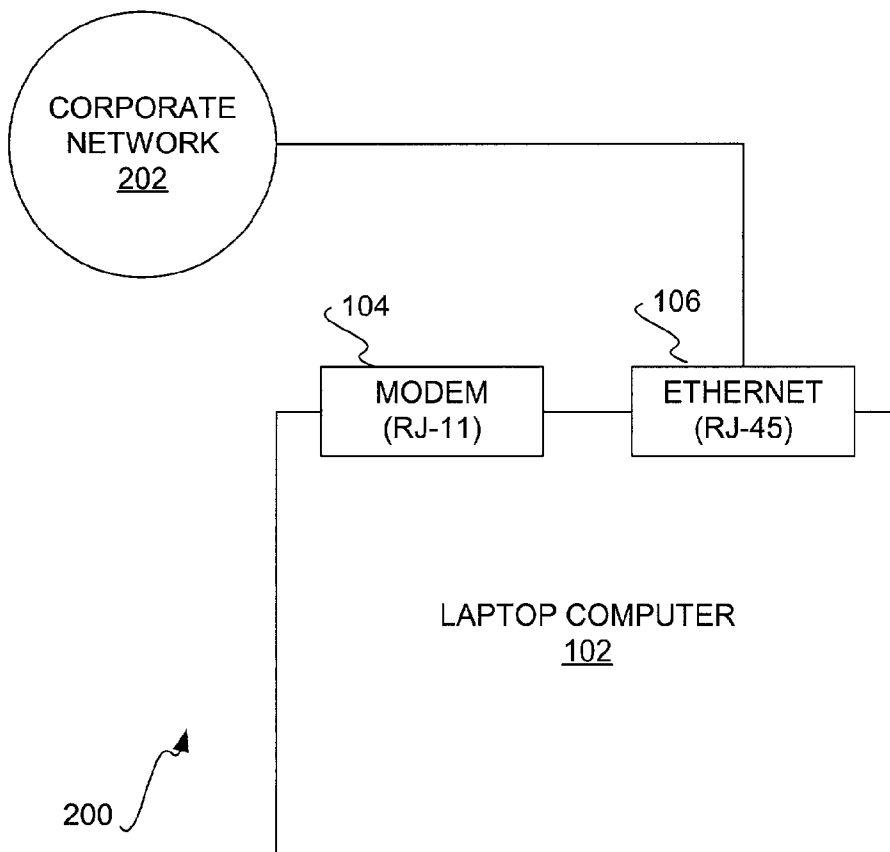 CORPORATE
NETWORK
202
104
106
MODEM
(RJ-11)
ETHERNET
(RJ-45)
LAPTOP COMPUTER
102
200